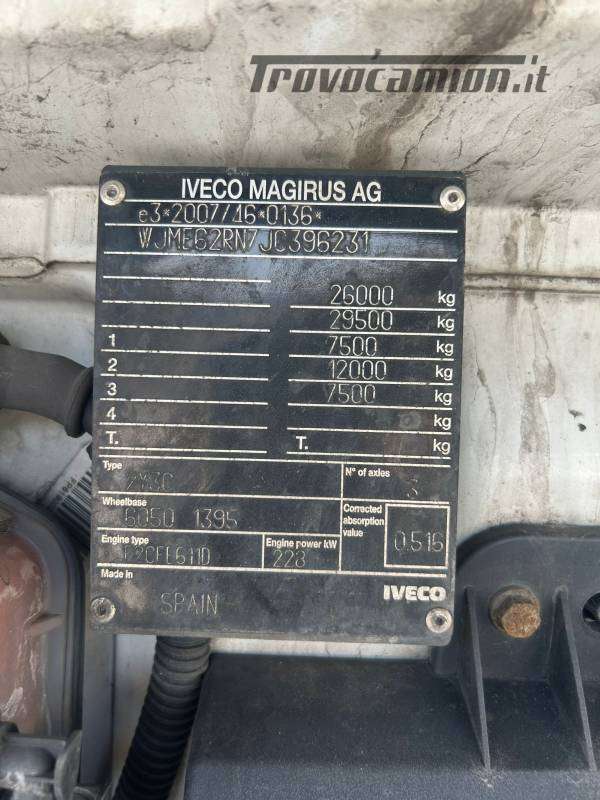 Trovocamion.it
IVECO MAGIRUS AG
e3*2007/46*0136*
WJME62RN7JC396231
26000 kg
29500 kg
1 7500 kg
2 12000 kg
3 7500 kg
4 kg
T. T. kg
Type N° of axles
3
Wheelbase Corrected absorption value
6050 1395 0.516
Engine type Engine power kW
228
Made in
SPAIN IVECO